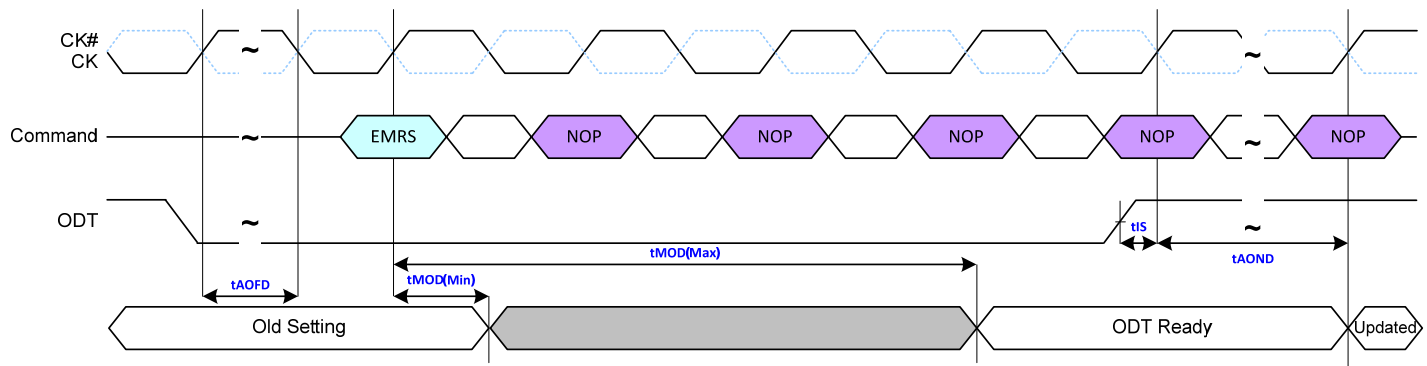 CK#
CK
~ ~
Command
~ EMRS NOP NOP NOP NOP ~ NOP
ODT
~ ~
tIS
tMOD(Max)
tAOND
tMOD(Min)
tAOFD
Old Setting ODT Ready Updated